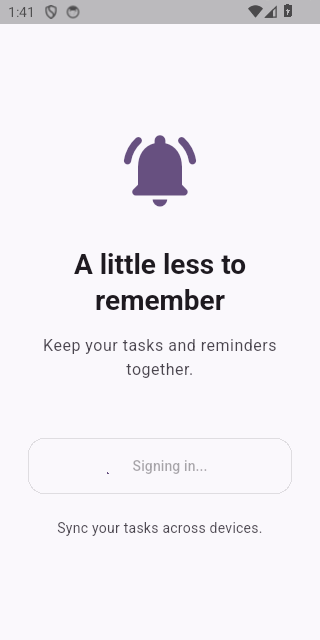 1:41
A little less to
remember
Keep your tasks and reminders
together.
Signing in...
Sync your tasks across devices.